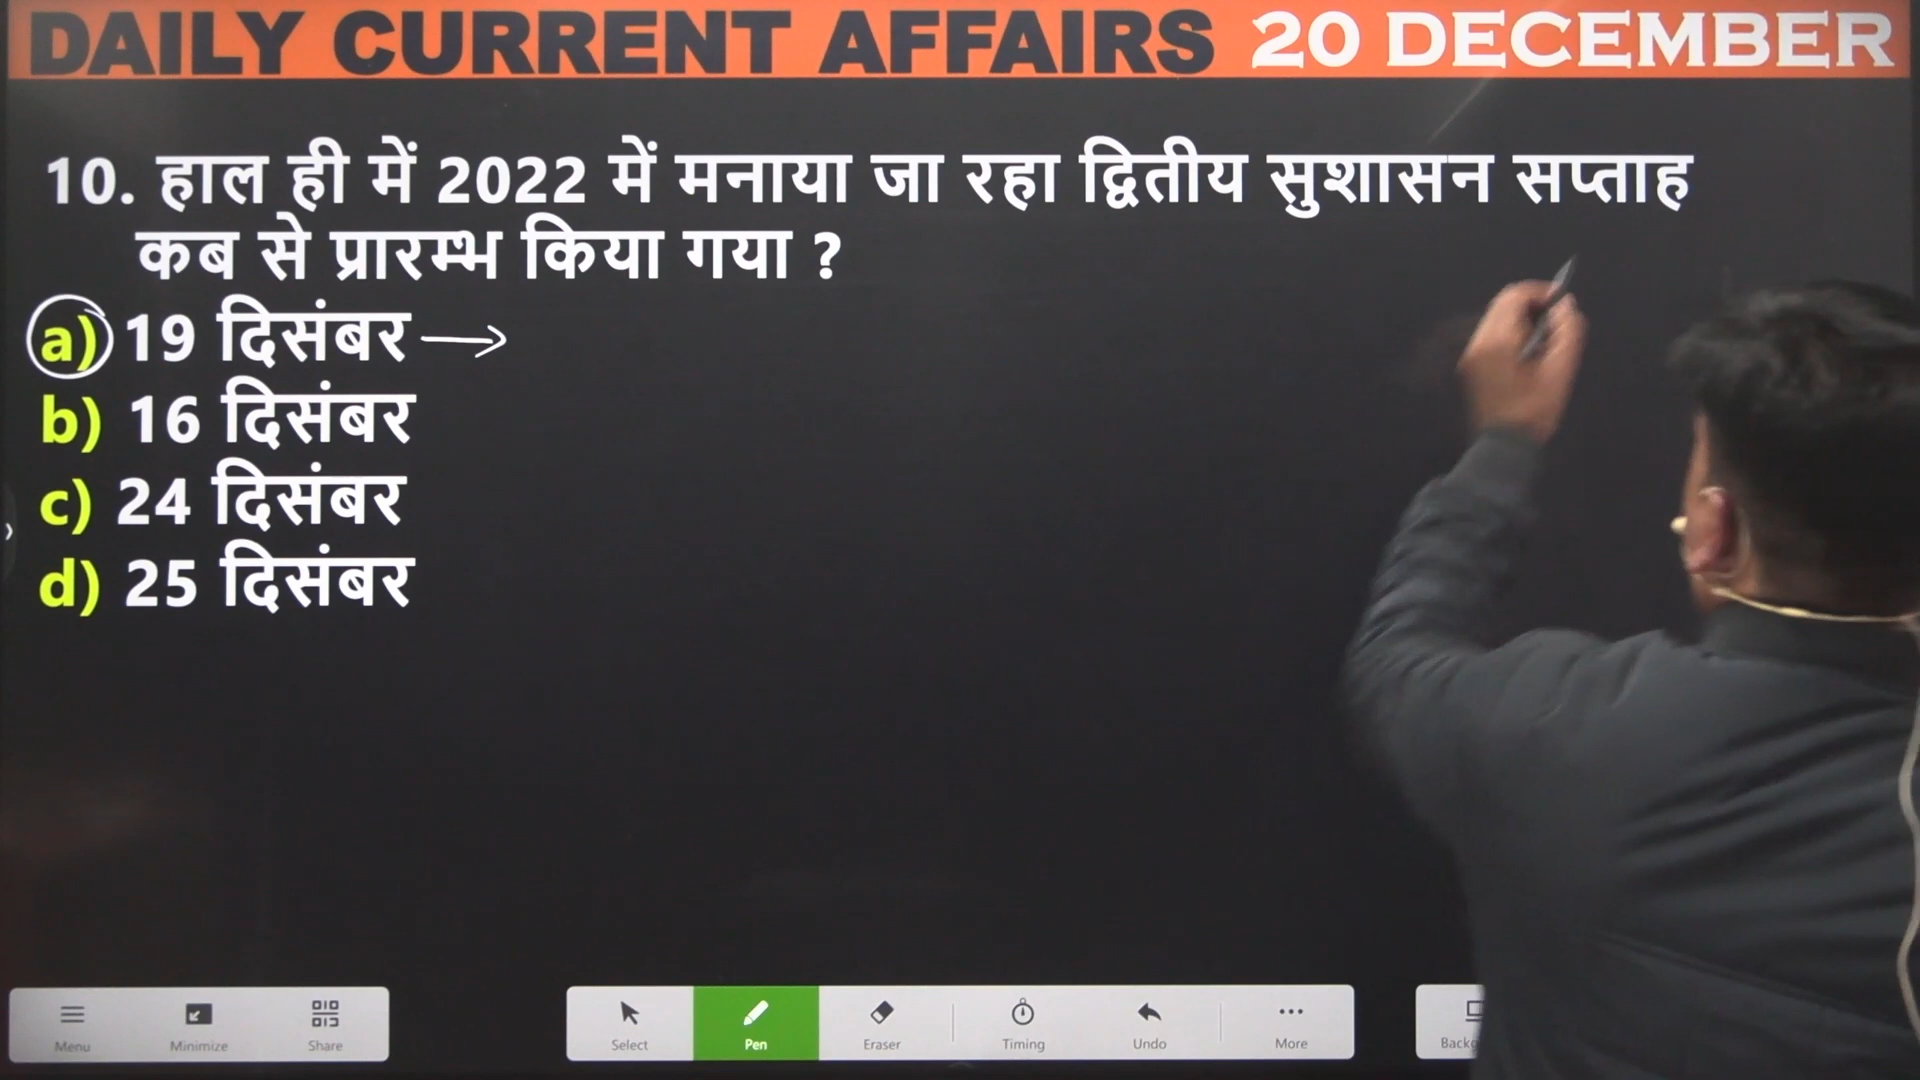 DAILY CURRENT AFFAIRS 20 DECEMBER
10. हाल ही में 2022 में मनाया जा रहा द्वितीय सुशासन सप्ताह
कब से प्रारम्भ किया गया ?
a) 19 दिसंबर →
b) 16 दिसंबर
c) 24 दिसंबर
d) 25 दिसंबर
Menu Minimize Share Select Pen Eraser Timing Undo More